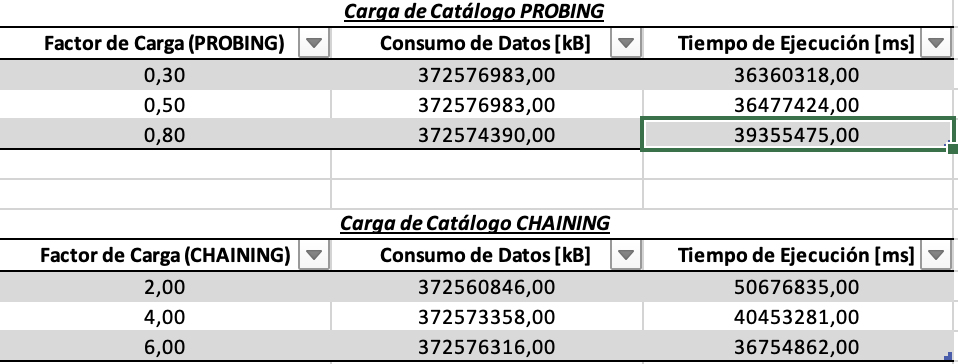 Carga de Catálogo PROBING
Factor de Carga (PROBING) Consumo de Datos [kB] Tiempo de Ejecución [ms]
0,30 372576983,00 36360318,00
0,50 372576983,00 36477424,00
0,80 372574390,00 39355475,00
Carga de Catálogo CHAINING
Factor de Carga (CHAINING) Consumo de Datos [kB] Tiempo de Ejecución [ms]
2,00 372560846,00 50676835,00
4,00 372573358,00 40453281,00
6,00 372576316,00 36754862,00